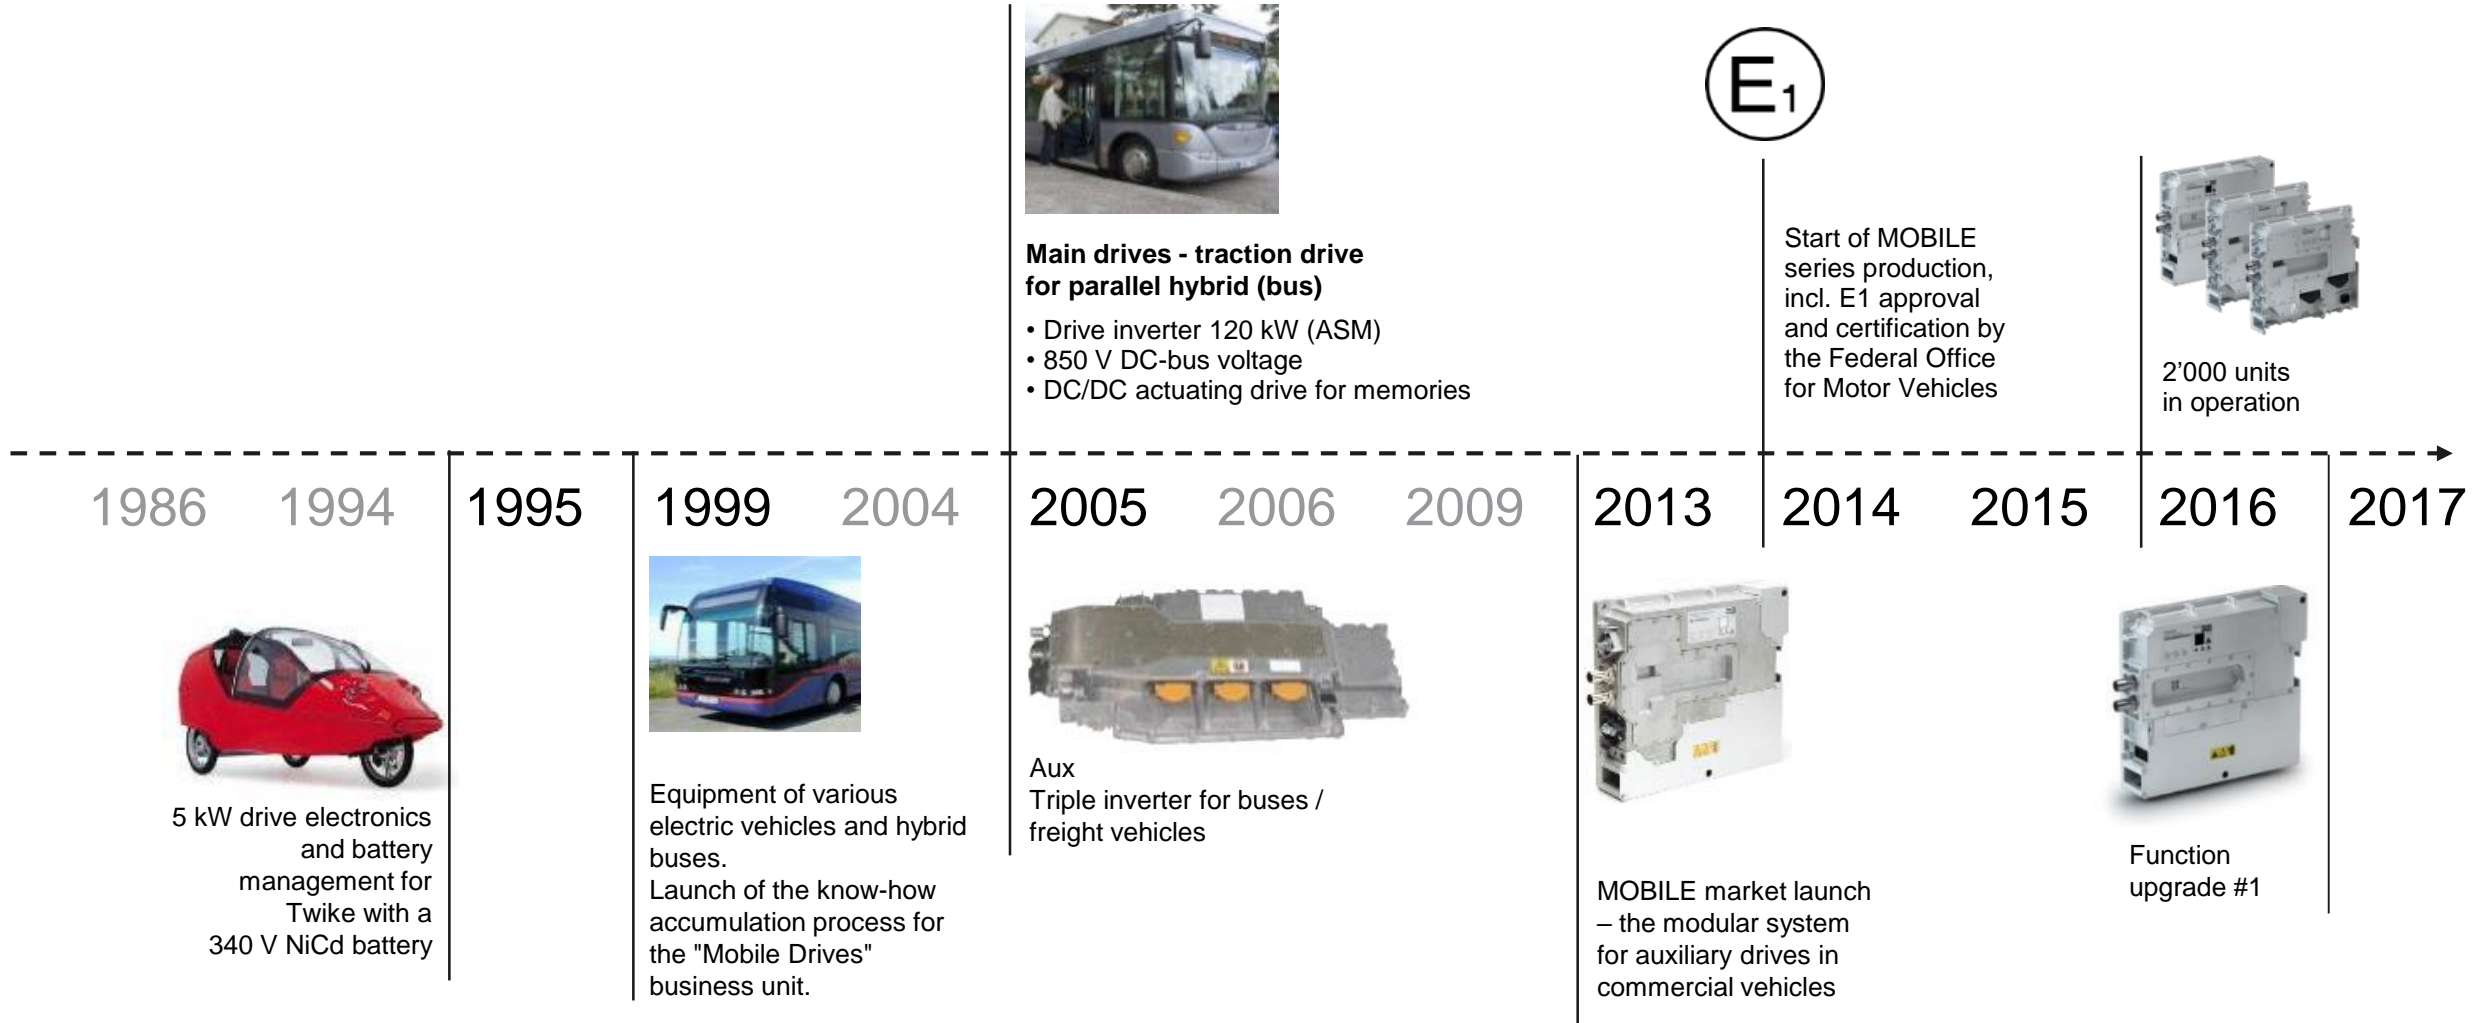 E1
Main drives - traction drive
for parallel hybrid (bus)
• Drive inverter 120 kW (ASM)
• 850 V DC-bus voltage
• DC/DC actuating drive for memories
Start of MOBILE
series production,
incl. E1 approval
and certification by
the Federal Office
for Motor Vehicles
2’000 units
in operation
1986 1994 1995 1999 2004 2005 2006 2009 2013 2014 2015 2016 2017
5 kW drive electronics
and battery
management for
Twike with a
340 V NiCd battery
Equipment of various
electric vehicles and hybrid
buses.
Launch of the know-how
accumulation process for
the "Mobile Drives"
business unit.
Aux
Triple inverter for buses /
freight vehicles
MOBILE market launch
– the modular system
for auxiliary drives in
commercial vehicles
Function
upgrade #1